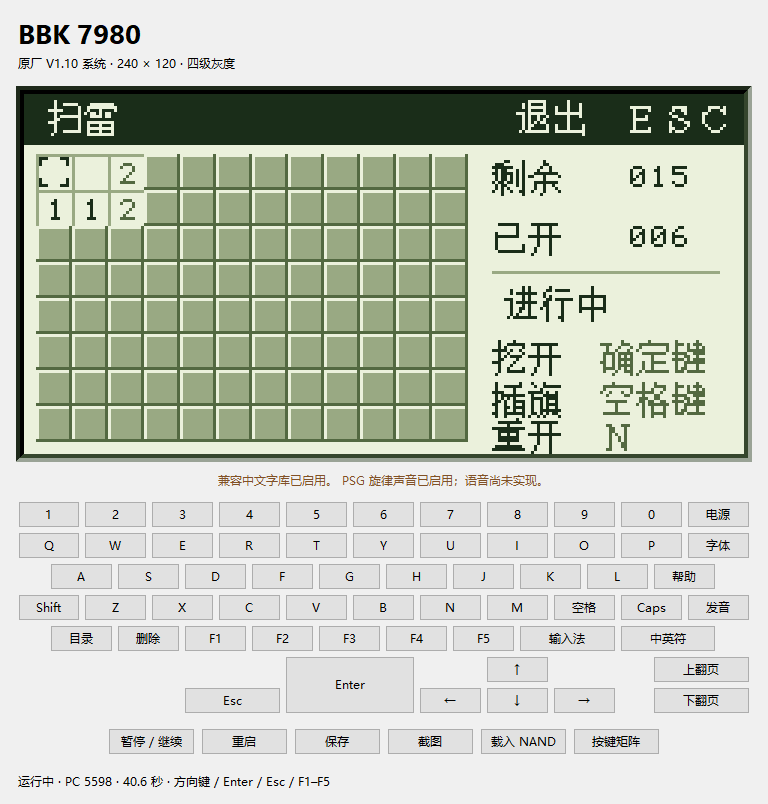 BBK 7980
原厂 V1.10 系统 · 240 × 120 · 四级灰度
扫雷 退出 ESC
2 剩余 015
1 1 2
已开 006
进行中
挖开 确定键
插旗 空格键
重开 N
兼容中文字库已启用。 PSG 旋律声音已启用；语音尚未实现。
1 2 3 4 5 6 7 8 9 0 电源
Q W E R T Y U I O P 字体
A S D F G H J K L 帮助
Shift Z X C V B N M 空格 Caps 发音
目录 删除 F1 F2 F3 F4 F5 输入法 中英符
Enter ↑ 上翻页
Esc ← ↓ → 下翻页
暂停 / 继续 重启 保存 截图 载入 NAND 按键矩阵
运行中 · PC 5598 · 40.6 秒 · 方向键 / Enter / Esc / F1–F5